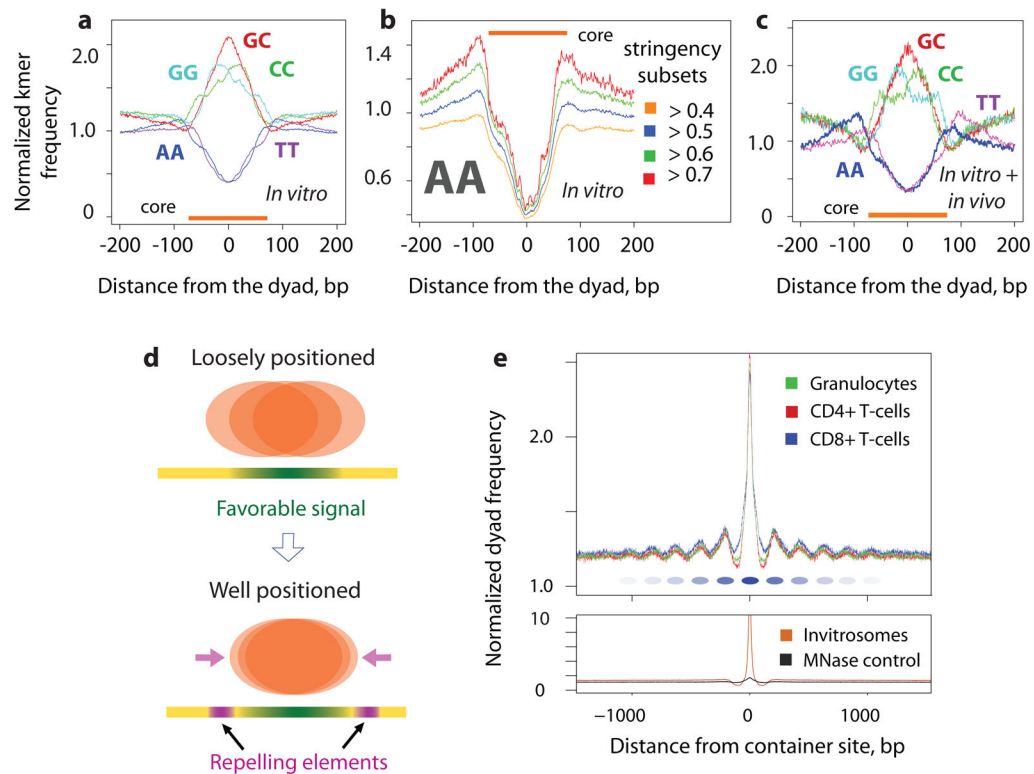 a
Normalized kmer
frequency
2.0
1.0
0
GC
GG
CC
AA
TT
In vitro
core
-200 -100 0 100 200
Distance from the dyad, bp
b
1.4
1.0
0.6
core
stringency
subsets
> 0.4
> 0.5
> 0.6
> 0.7
AA
In vitro
-200 -100 0 100 200
Distance from the dyad, bp
c
2.0
1.0
0
GC
GG
CC
TT
AA
In vitro +
in vivo
core
-200 -100 0 100 200
Distance from the dyad, bp
d
Loosely positioned
Favorable signal
Well positioned
Repelling elements
e
Normalized dyad frequency
2.0
1.0
Granulocytes
CD4+ T-cells
CD8+ T-cells
10
0
Invitrosomes
MNase control
−1000 0 1000
Distance from container site, bp